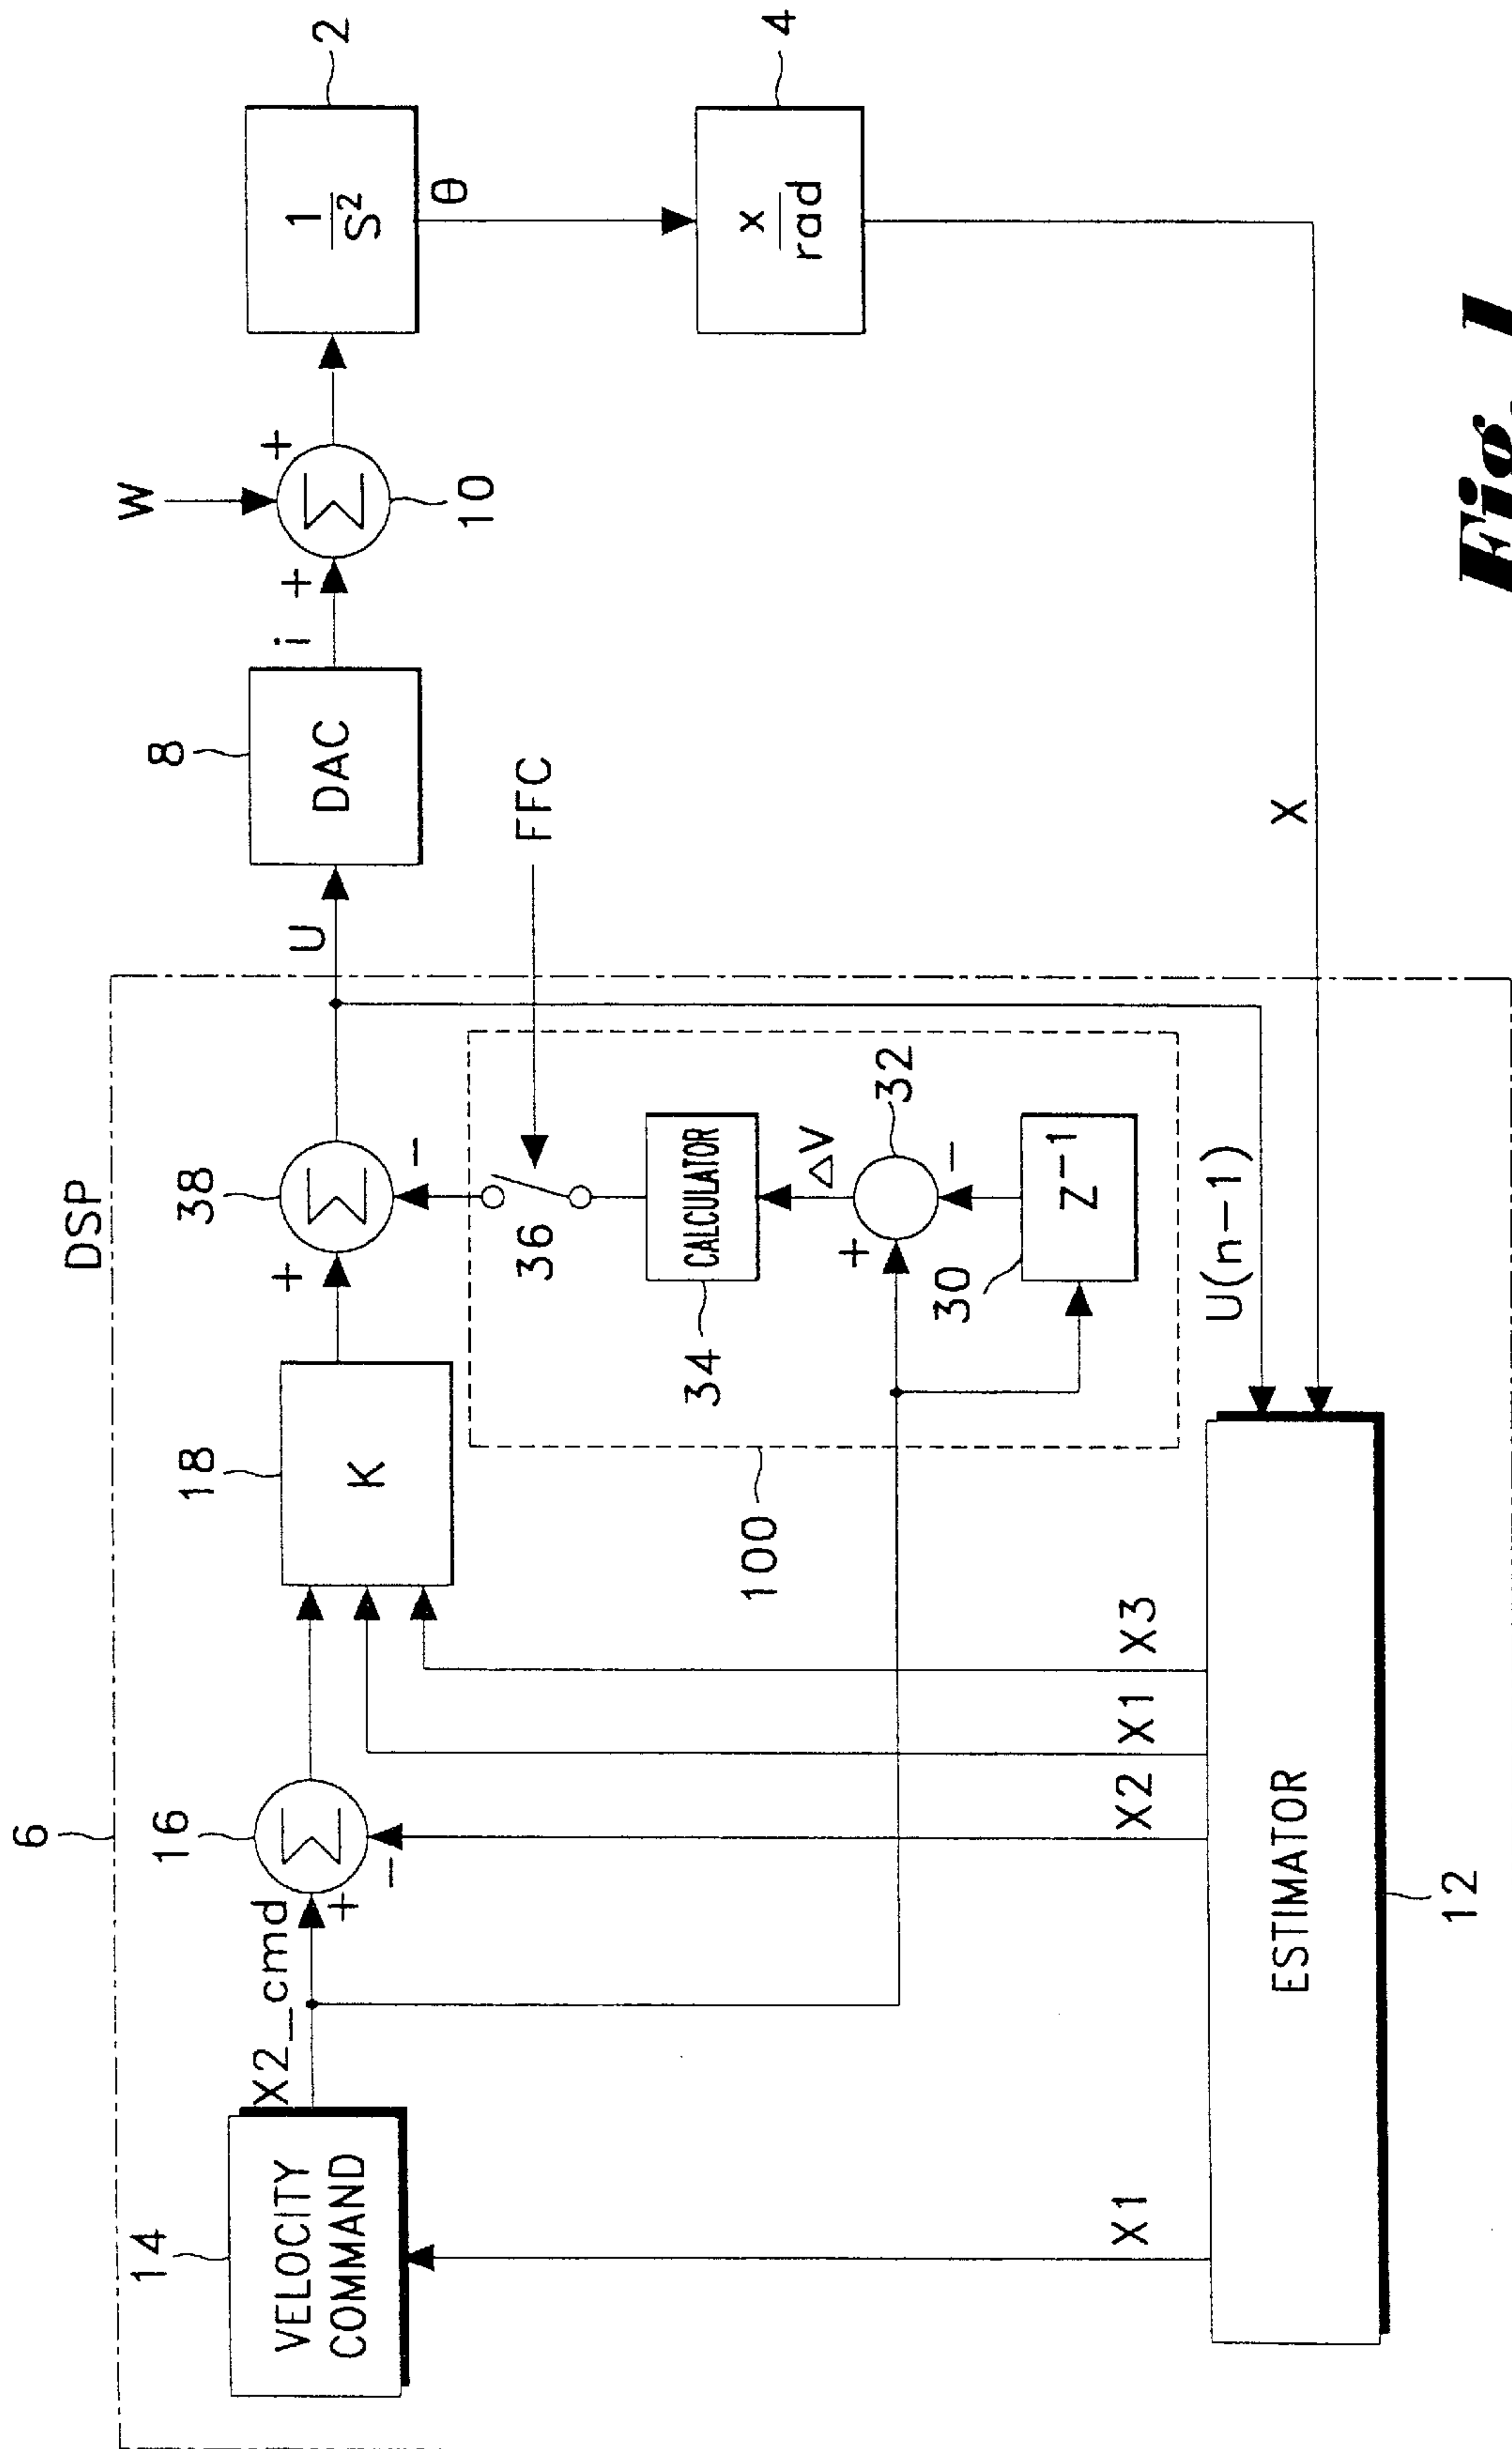 6
DSP
14
VELOCITY
COMMAND
X2_cmd
+
-
16
Σ
18
K
+
-
38
Σ
U
8
DAC
i
+
W
+
Σ
10
1
S²
2
θ
x
rad
4
FFC
36
CALCULATOR
34
ΔV
32
+
-
30
Z⁻¹
100
X1
X2
X1
X3
U(n-1)
X
ESTIMATOR
12
Fig. 1